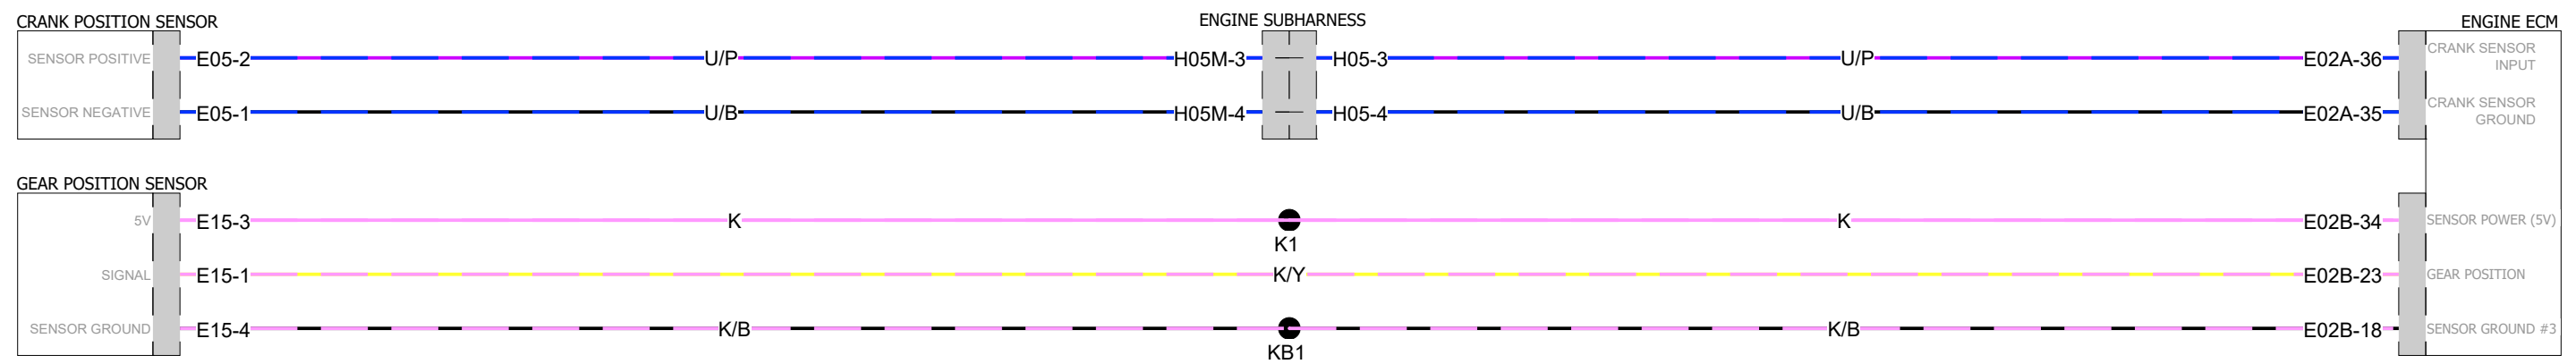 CRANK POSITION SENSOR
ENGINE SUBHARNESS
ENGINE ECM
SENSOR POSITIVE
E05-2
U/P
H05M-3
H05-3
U/P
E02A-36
CRANK SENSOR
INPUT
SENSOR NEGATIVE
E05-1
U/B
H05M-4
H05-4
U/B
E02A-35
CRANK SENSOR
GROUND
GEAR POSITION SENSOR
5V
E15-3
K
K1
K
E02B-34
SENSOR POWER (5V)
SIGNAL
E15-1
K/Y
E02B-23
GEAR POSITION
SENSOR GROUND
E15-4
K/B
KB1
K/B
E02B-18
SENSOR GROUND #3